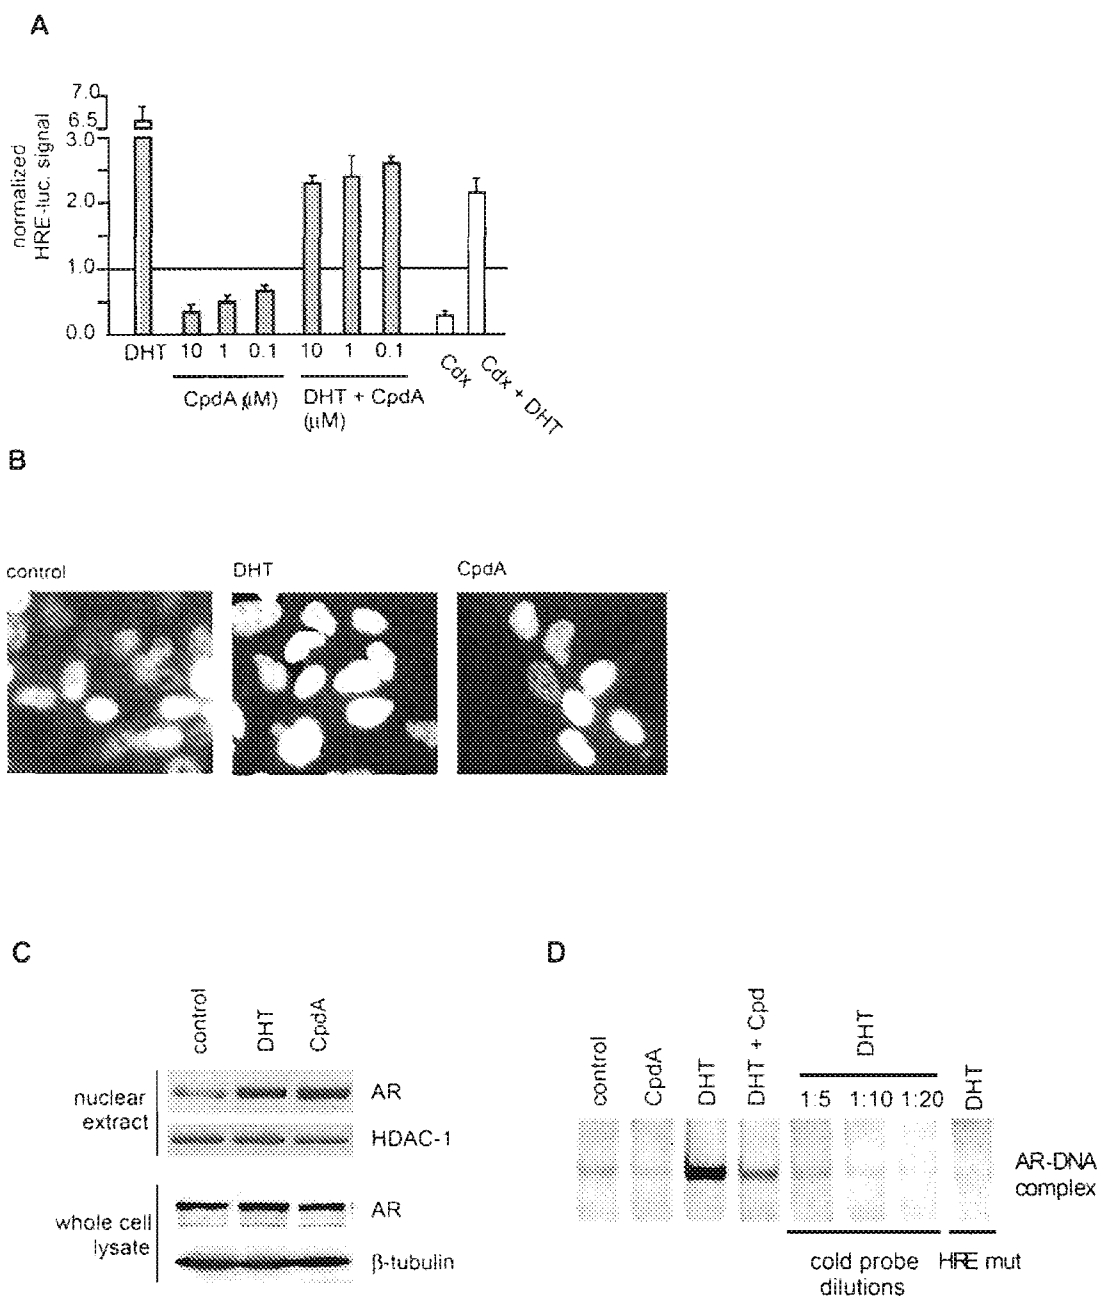 A
normalized
HRE-luc. signal
7.0
6.5
3.0
2.0
1.0
0.0
DHT 10 1 0.1 10 1 0.1 Cdx Cdx + DHT
CpdA (μM) DHT + CpdA
(μM)
B
control DHT CpdA
C
control DHT CpdA
nuclear
extract
AR
HDAC-1
whole cell
lysate
AR
β-tubulin
D
control CpdA DHT DHT + Cpd DHT DHT
1:5 1:10 1:20
AR-DNA
complex
cold probe
dilutions
HRE mut